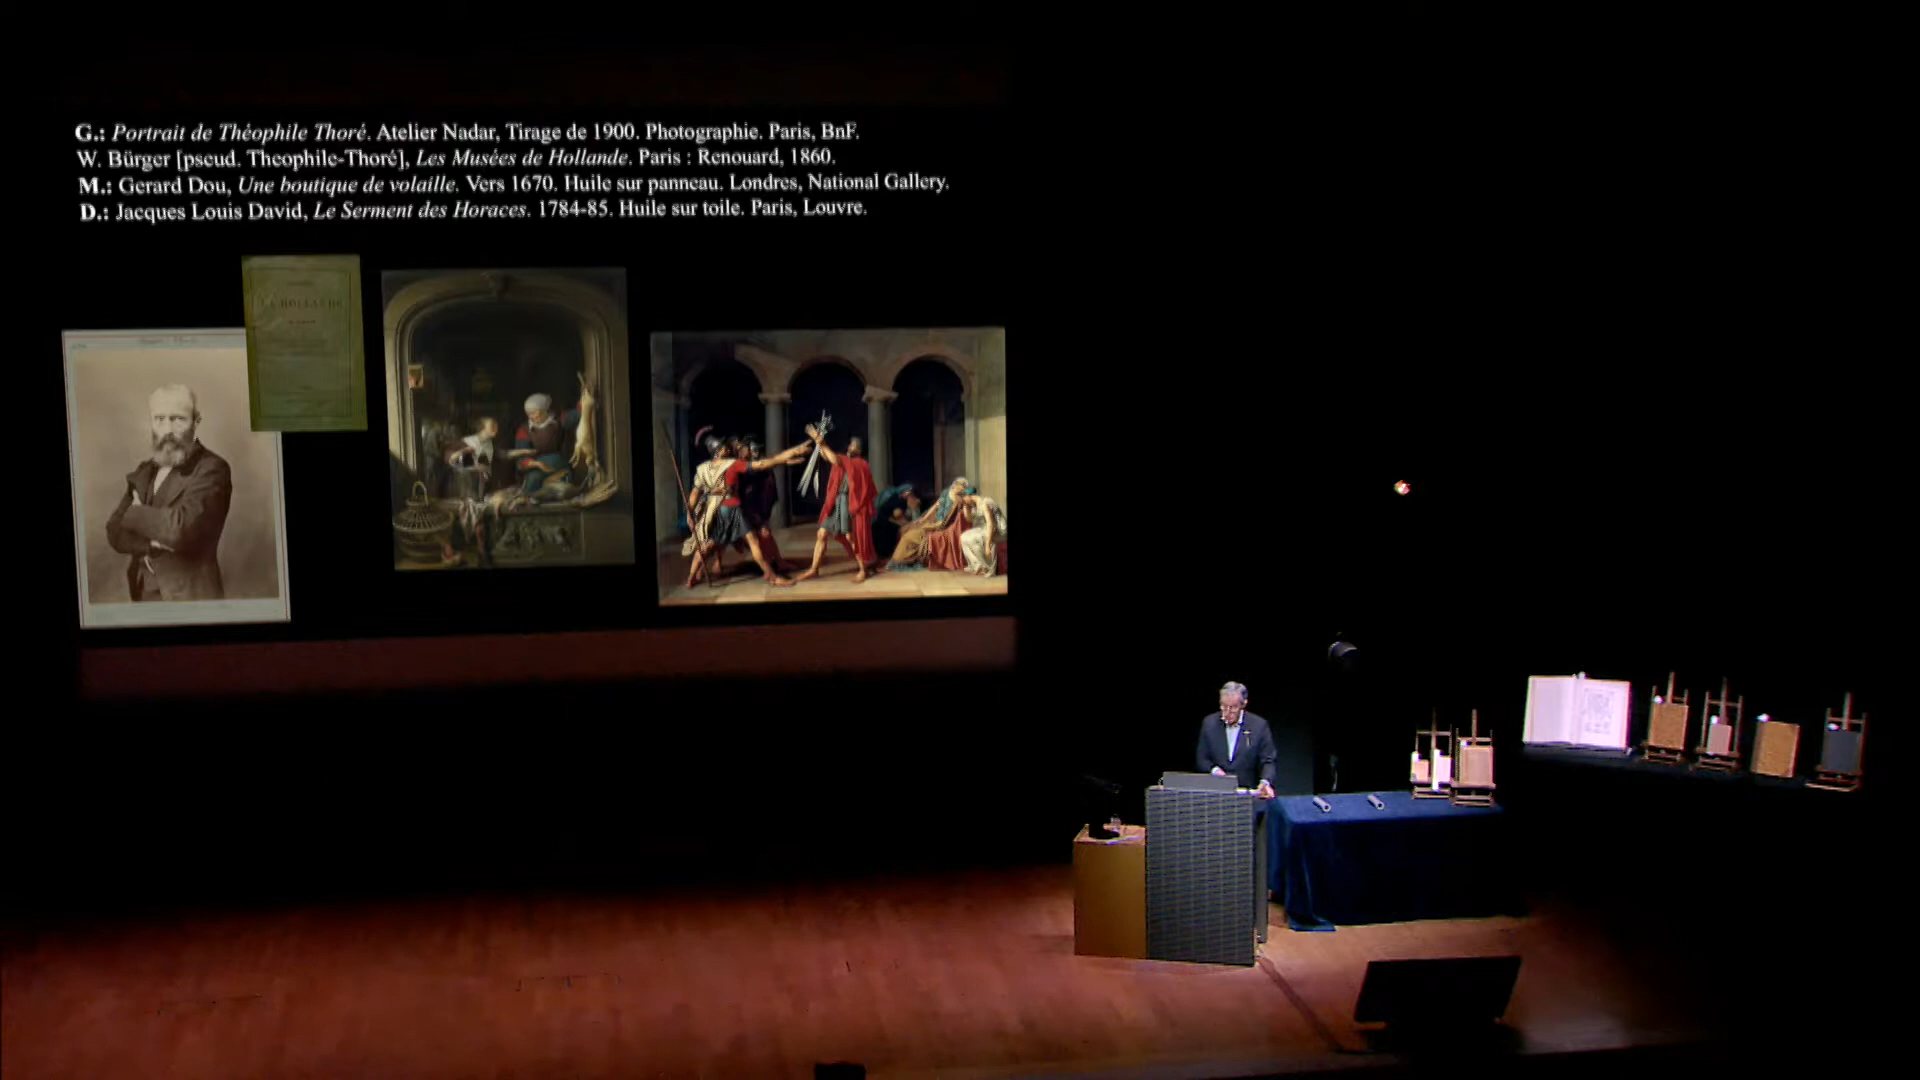 G.: Portrait de Théophile Thoré. Atelier Nadar, Tirage de 1900. Photographie. Paris, BnF.
W. Bürger [pseud. Theophile-Thoré], Les Musées de Hollande. Paris : Renouard, 1860.
M.: Gerard Dou, Une boutique de volaille. Vers 1670. Huile sur panneau. Londres, National Gallery.
D.: Jacques Louis David, Le Serment des Horaces. 1784-85. Huile sur toile. Paris, Louvre.
LA HOLLANDE